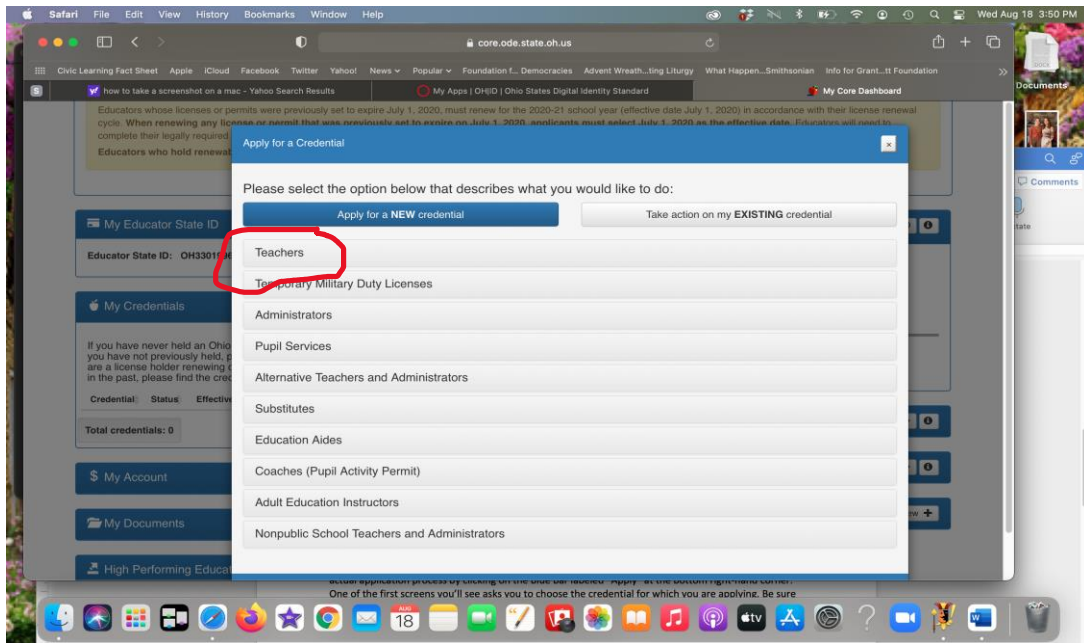 Safari File Edit View History Bookmarks Window Help Wed Aug 18 3:50 PM
core.ode.state.oh.us
Civic Learning Fact Sheet Apple iCloud Facebook Twitter Yahoo! News Popular Foundation f... Democracies Advent Wreath...ting Liturgy What Happen...Smithsonian Info for Grant...tt Foundation
S how to take a screenshot on a mac - Yahoo Search Results My Apps | OH|ID | Ohio States Digital Identity Standard My Core Dashboard
DOCX
Documents
Educators whose licenses or permits were previously set to expire July 1, 2020, must renew for the 2020-21 school year (effective date July 1, 2020) in accordance with their license renewal
cycle. When renewing any license or permit that was previously set to expire on July 1, 2020, applicants must select July 1, 2020 as the effective date. Educators will need to
complete their legally required
Educators who hold renewal
Apply for a Credential
x
Comments
Please select the option below that describes what you would like to do:
Apply for a NEW credential Take action on my EXISTING credential
My Educator State ID
Educator State ID:
Teachers
Temporary Military Duty Licenses
Administrators
Pupil Services
Alternative Teachers and Administrators
Substitutes
Education Aides
Coaches (Pupil Activity Permit)
Adult Education Instructors
Nonpublic School Teachers and Administrators
My Credentials
If you have never held an Ohio
you have not previously held, p
are a license holder renewing
in the past, please find the cred
Credential Status Effective
Total credentials: 0
$ My Account
My Documents
High Performing Educat
actual application process by clicking on the blue bar labeled "Apply" at the bottom right-hand corner.
One of the first screens you'll see asks you to choose the credential for which you are applying. Be sure
AUG
18
tv